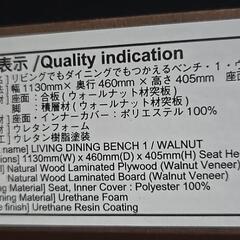 表示 /Quality indication
] リビングでもダイニングでもつかえるベンチ・1・ウ
] 幅 1130mm× 奥行 460mm× 高さ 405mm 座
] 座面：合板（ウォールナット材突板）
脚 ：積層材（ウォールナット材突板）
] 座面：インナーカバー：ポリエステル 100%
] ウレタンフォーム
] ウレタン樹脂塗装
name] LIVING DINING BENCH 1 / WALNUT
ions] 1130mm(W) x 460mm(D) x 405mm(H) Seat He
] Natural Wood Laminated Plywood (Walnut Veneer)
Natural Wood Laminated Board (Walnut Veneer)
ing Material] Seat, Inner Cover : Polyester 100%
ning Material] Urethane Foam
e finish] Urethane Resin Coating